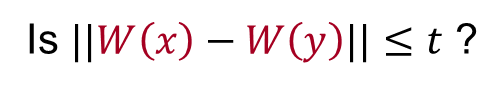 Is ||W(x) – W(y)|| ≤ t ?